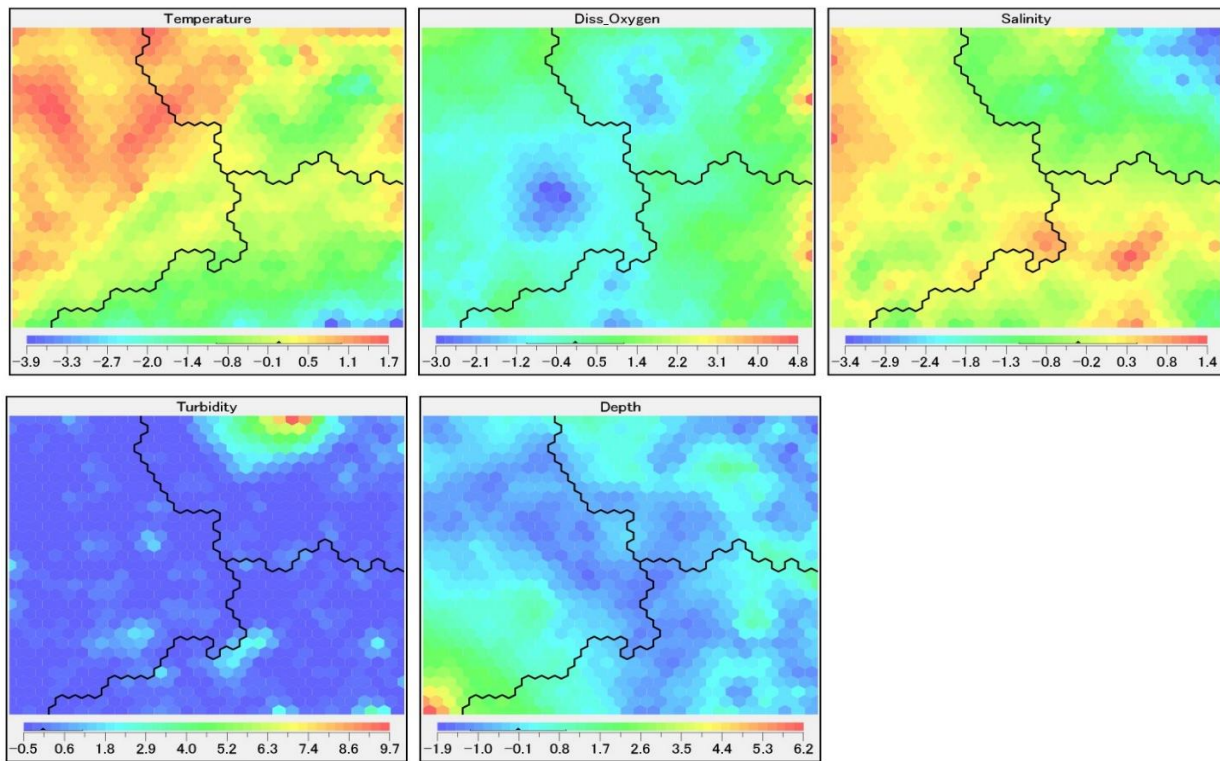 Temperature
−3.9 −3.3 −2.7 −2.0 −1.4 −0.8 −0.1 0.5 1.1 1.7
Diss_Oxygen
−3.0 −2.1 −1.2 −0.4 0.5 1.4 2.2 3.1 4.0 4.8
Salinity
−3.4 −2.9 −2.4 −1.8 −1.3 −0.8 −0.2 0.3 0.8 1.4
Turbidity
−0.5 0.6 1.8 2.9 4.0 5.2 6.3 7.4 8.6 9.7
Depth
−1.9 −1.0 −0.1 0.8 1.7 2.6 3.5 4.4 5.3 6.2